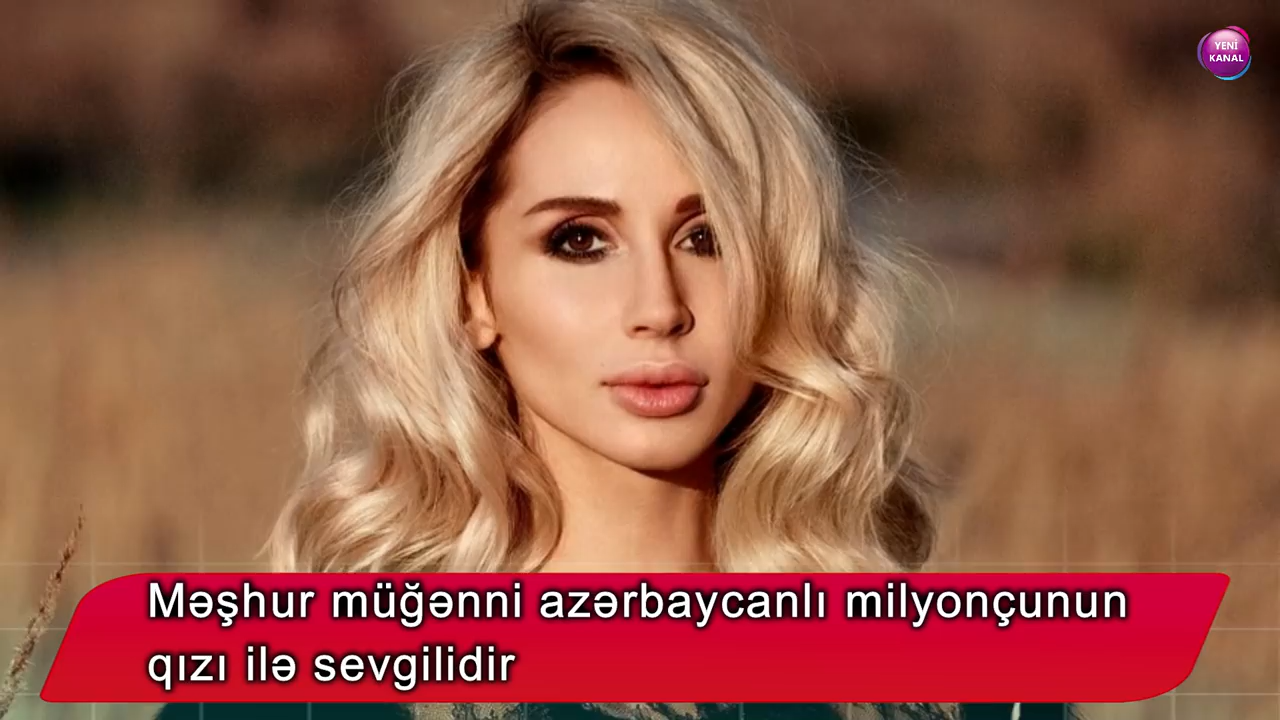 YENİ
KANAL
Məşhur müğənni azərbaycanlı milyonçunun
qızı ilə sevgilidir